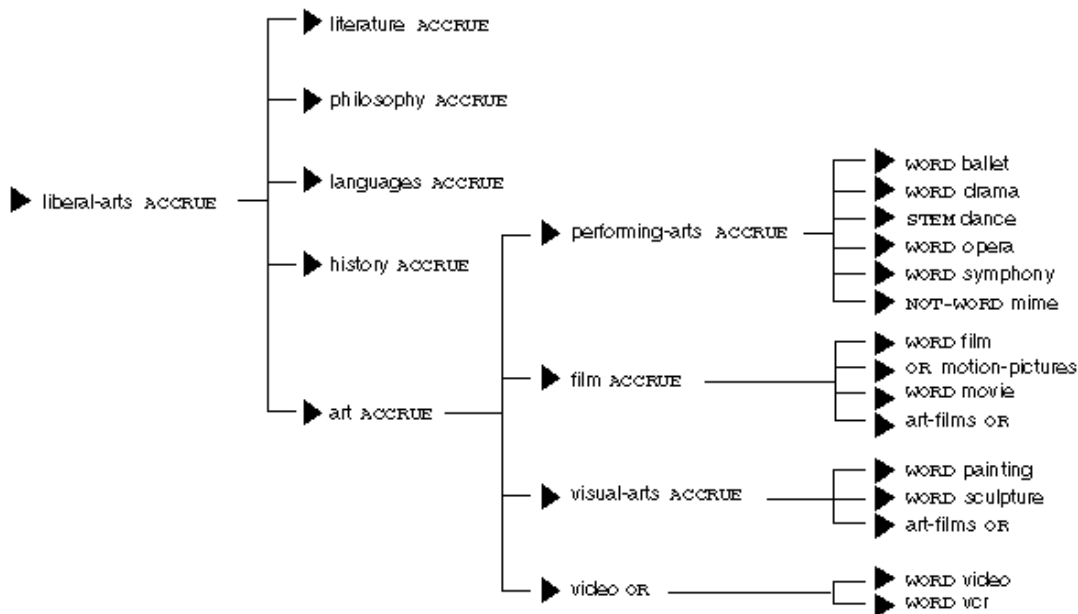 literature ACCRUE
philosophy ACCRUE
languages ACCRUE
liberal-arts ACCRUE
history ACCRUE
art ACCRUE
performing-arts ACCRUE
WORD ballet
WORD drama
STEM dance
WORD opera
WORD symphony
NOT-WORD mime
film ACCRUE
WORD film
OR motion-pictures
WORD movie
art-films OR
visual-arts ACCRUE
WORD painting
WORD sculpture
art-films OR
video OR
WORD video
WORD vcr